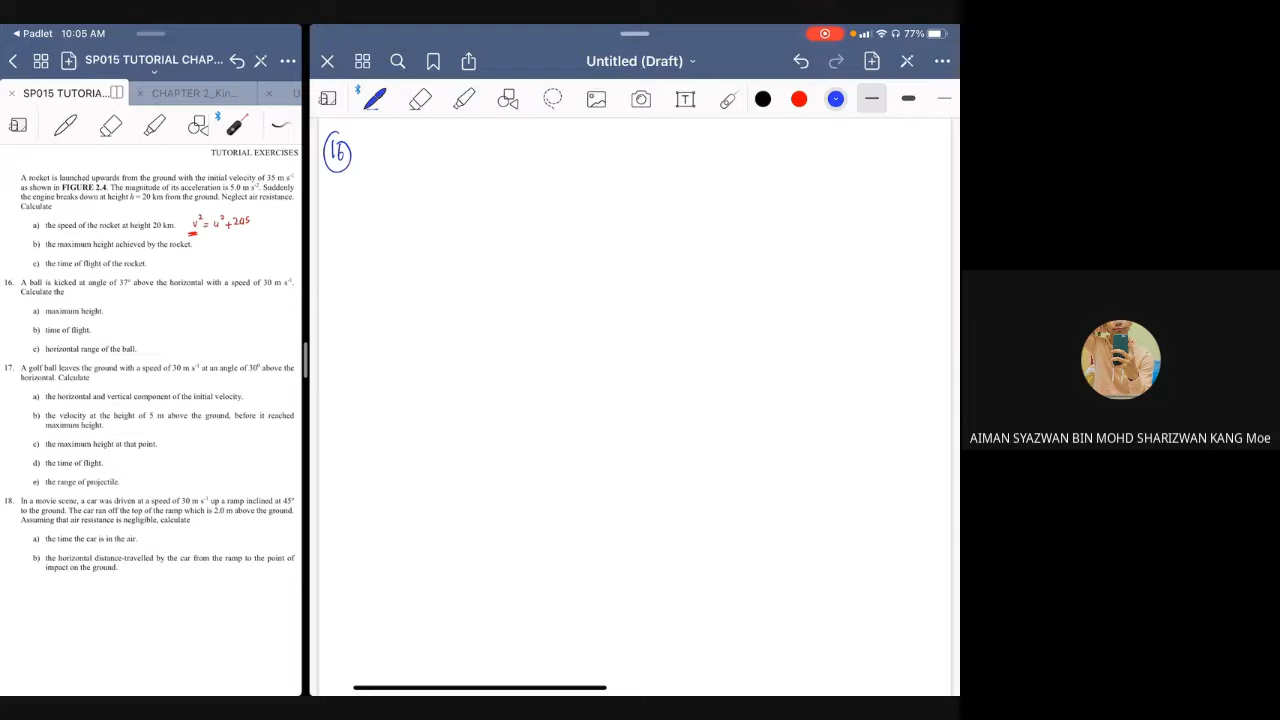 Padlet 10:05 AM
77%
SP015 TUTORIAL CHAP...
Untitled (Draft)
SP015 TUTORIA...
CHAPTER 2_Kin...
U
T
TUTORIAL EXERCISES
16
A rocket is launched upwards from the ground with the initial velocity of 35 m s⁻¹
as shown in FIGURE 2.4. The magnitude of its acceleration is 5.0 m s⁻². Suddenly
the engine breaks down at height h = 20 km from the ground. Neglect air resistance.
Calculate
a) the speed of the rocket at height 20 km. v² = u² + 2as
b) the maximum height achieved by the rocket.
c) the time of flight of the rocket.
16. A ball is kicked at angle of 37° above the horizontal with a speed of 30 m s⁻¹.
Calculate the
a) maximum height.
b) time of flight.
c) horizontal range of the ball.
17. A golf ball leaves the ground with a speed of 30 m s⁻¹ at an angle of 30⁰ above the
horizontal. Calculate
a) the horizontal and vertical component of the initial velocity.
b) the velocity at the height of 5 m above the ground, before it reached
maximum height.
c) the maximum height at that point.
d) the time of flight.
e) the range of projectile.
18. In a movie scene, a car was driven at a speed of 30 m s⁻¹ up a ramp inclined at 45°
to the ground. The car ran off the top of the ramp which is 2.0 m above the ground.
Assuming that air resistance is negligible, calculate
a) the time the car is in the air.
b) the horizontal distance-travelled by the car from the ramp to the point of
impact on the ground.
AIMAN SYAZWAN BIN MOHD SHARIZWAN KANG Moe